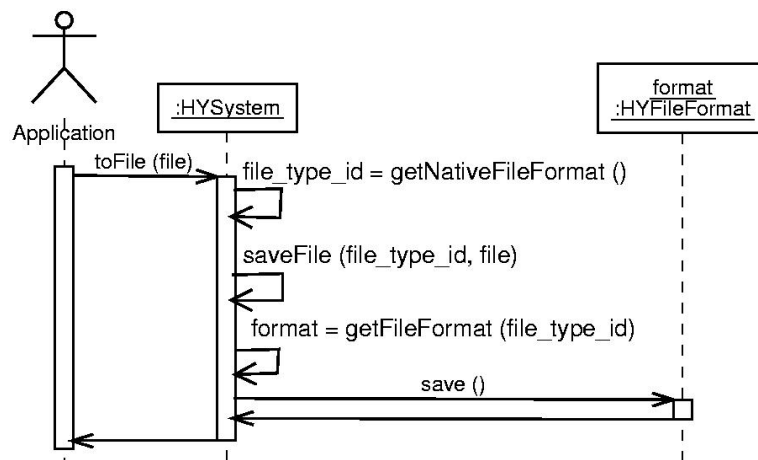 format
:HYSystem
:HYFileFormat
Application
toFile (file)
file_type_id = getNativeFileFormat ()
saveFile (file_type_id, file)
format = getFileFormat (file_type_id)
save ()